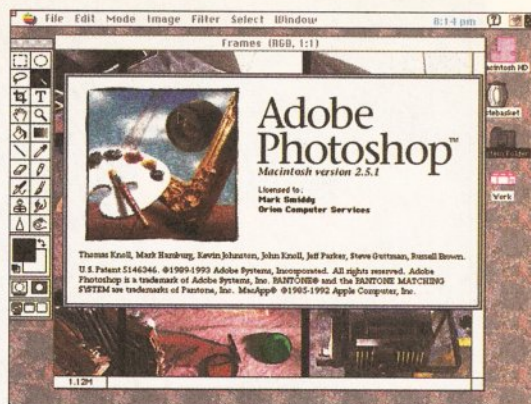 File Edit Mode Image Filter Select Window 8:14 pm
Frames (RGB, 1:1)
T
Adobe
Photoshop™
Macintosh version 2.5.1
Licensed to:
Mark Smiddy
Orion Computer Services
Thomas Knoll, Mark Hamburg, Kevin Johnston, John Knoll, Jeff Parker, Steve Guttman, Russell Brown.
U.S. Patent 5146346. ©1989-1993 Adobe Systems, Incorporated. All rights reserved. Adobe
Photoshop is a trademark of Adobe Systems, Inc. PANTONE® and the PANTONE MATCHING
SYSTEM are trademarks of Pantone, Inc. MacApp® ©1985-1992 Apple Computer, Inc.
acintosh HD
Work
1.12M